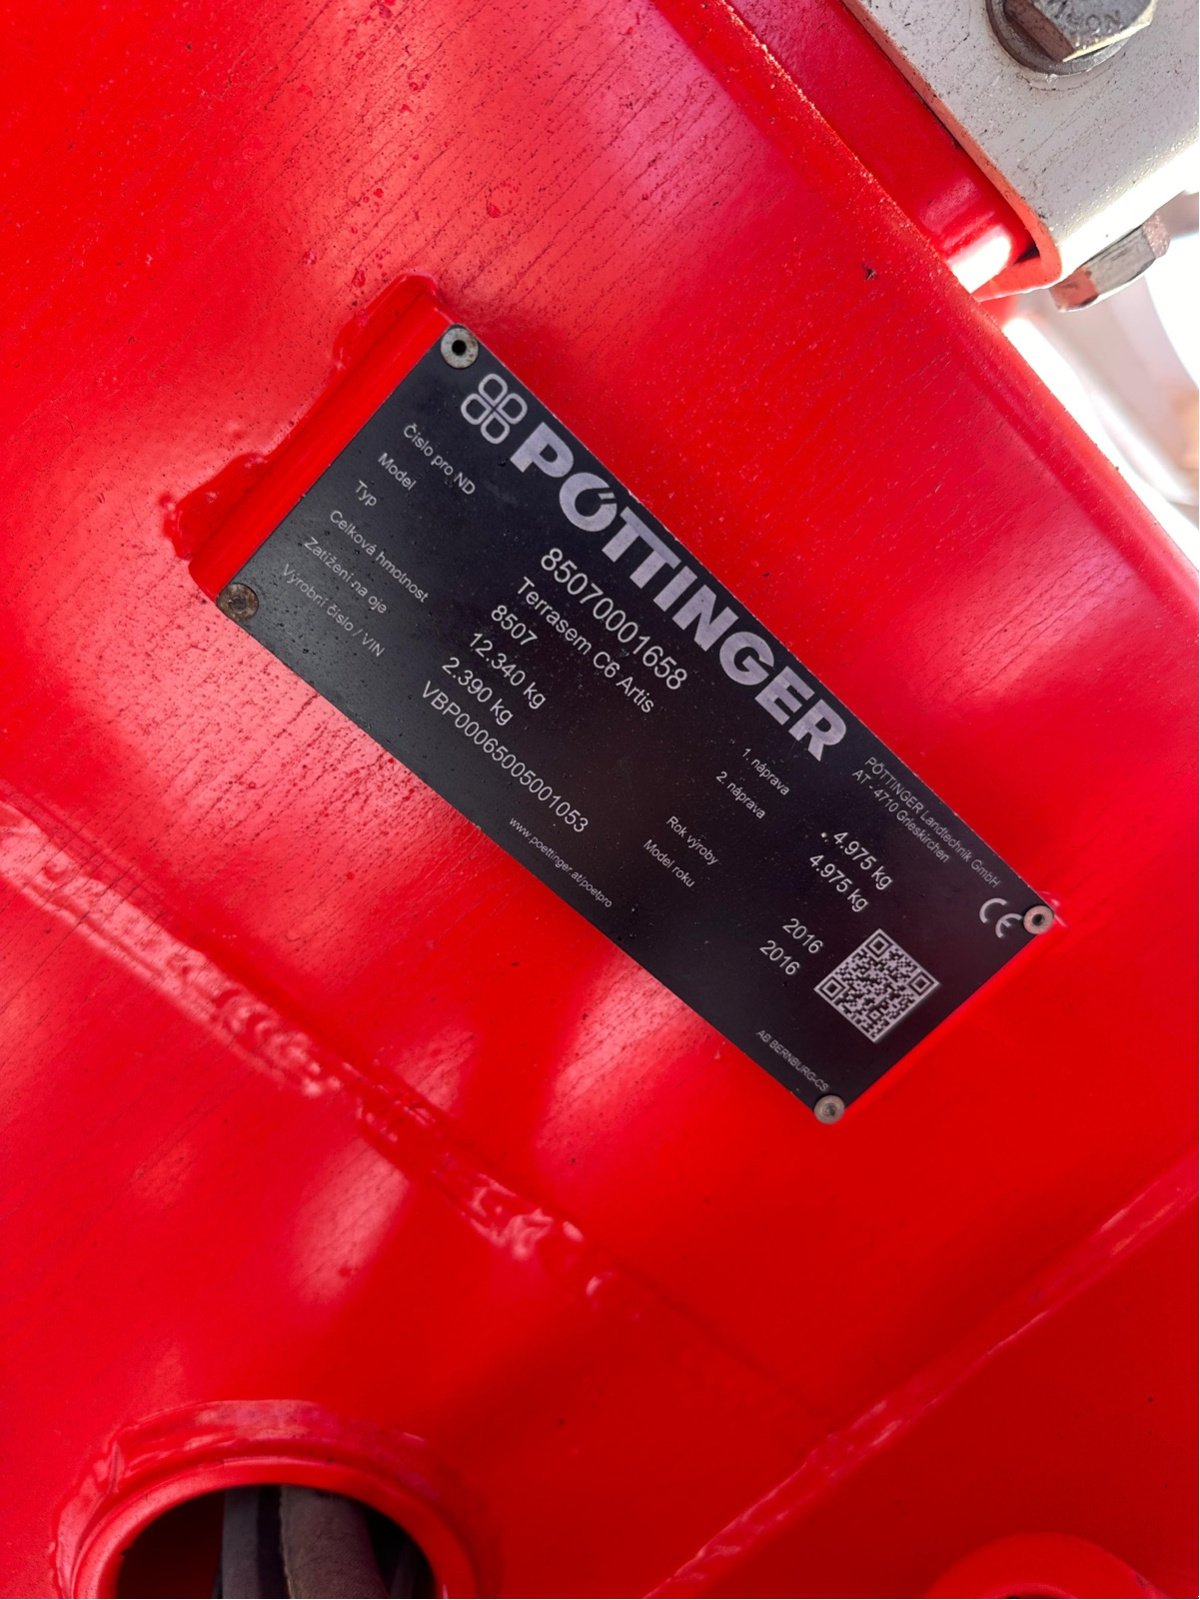 PÖTTINGER
Číslo pro ND 85070001658
Model Terrasem C6 Artis
Typ 8507
Celková hmotnost 12.340 kg
Zatížení na oje 2.390 kg
Výrobní číslo / VIN VBP00065005001053
www.poettinger.at/poetpro
PÖTTINGER Landtechnik GmbH
AT - 4710 Grieskirchen
1. náprava 4.975 kg
2. náprava 4.975 kg
Rok výroby 2016
Model roku 2016
CE
AB BERNBURG-CS